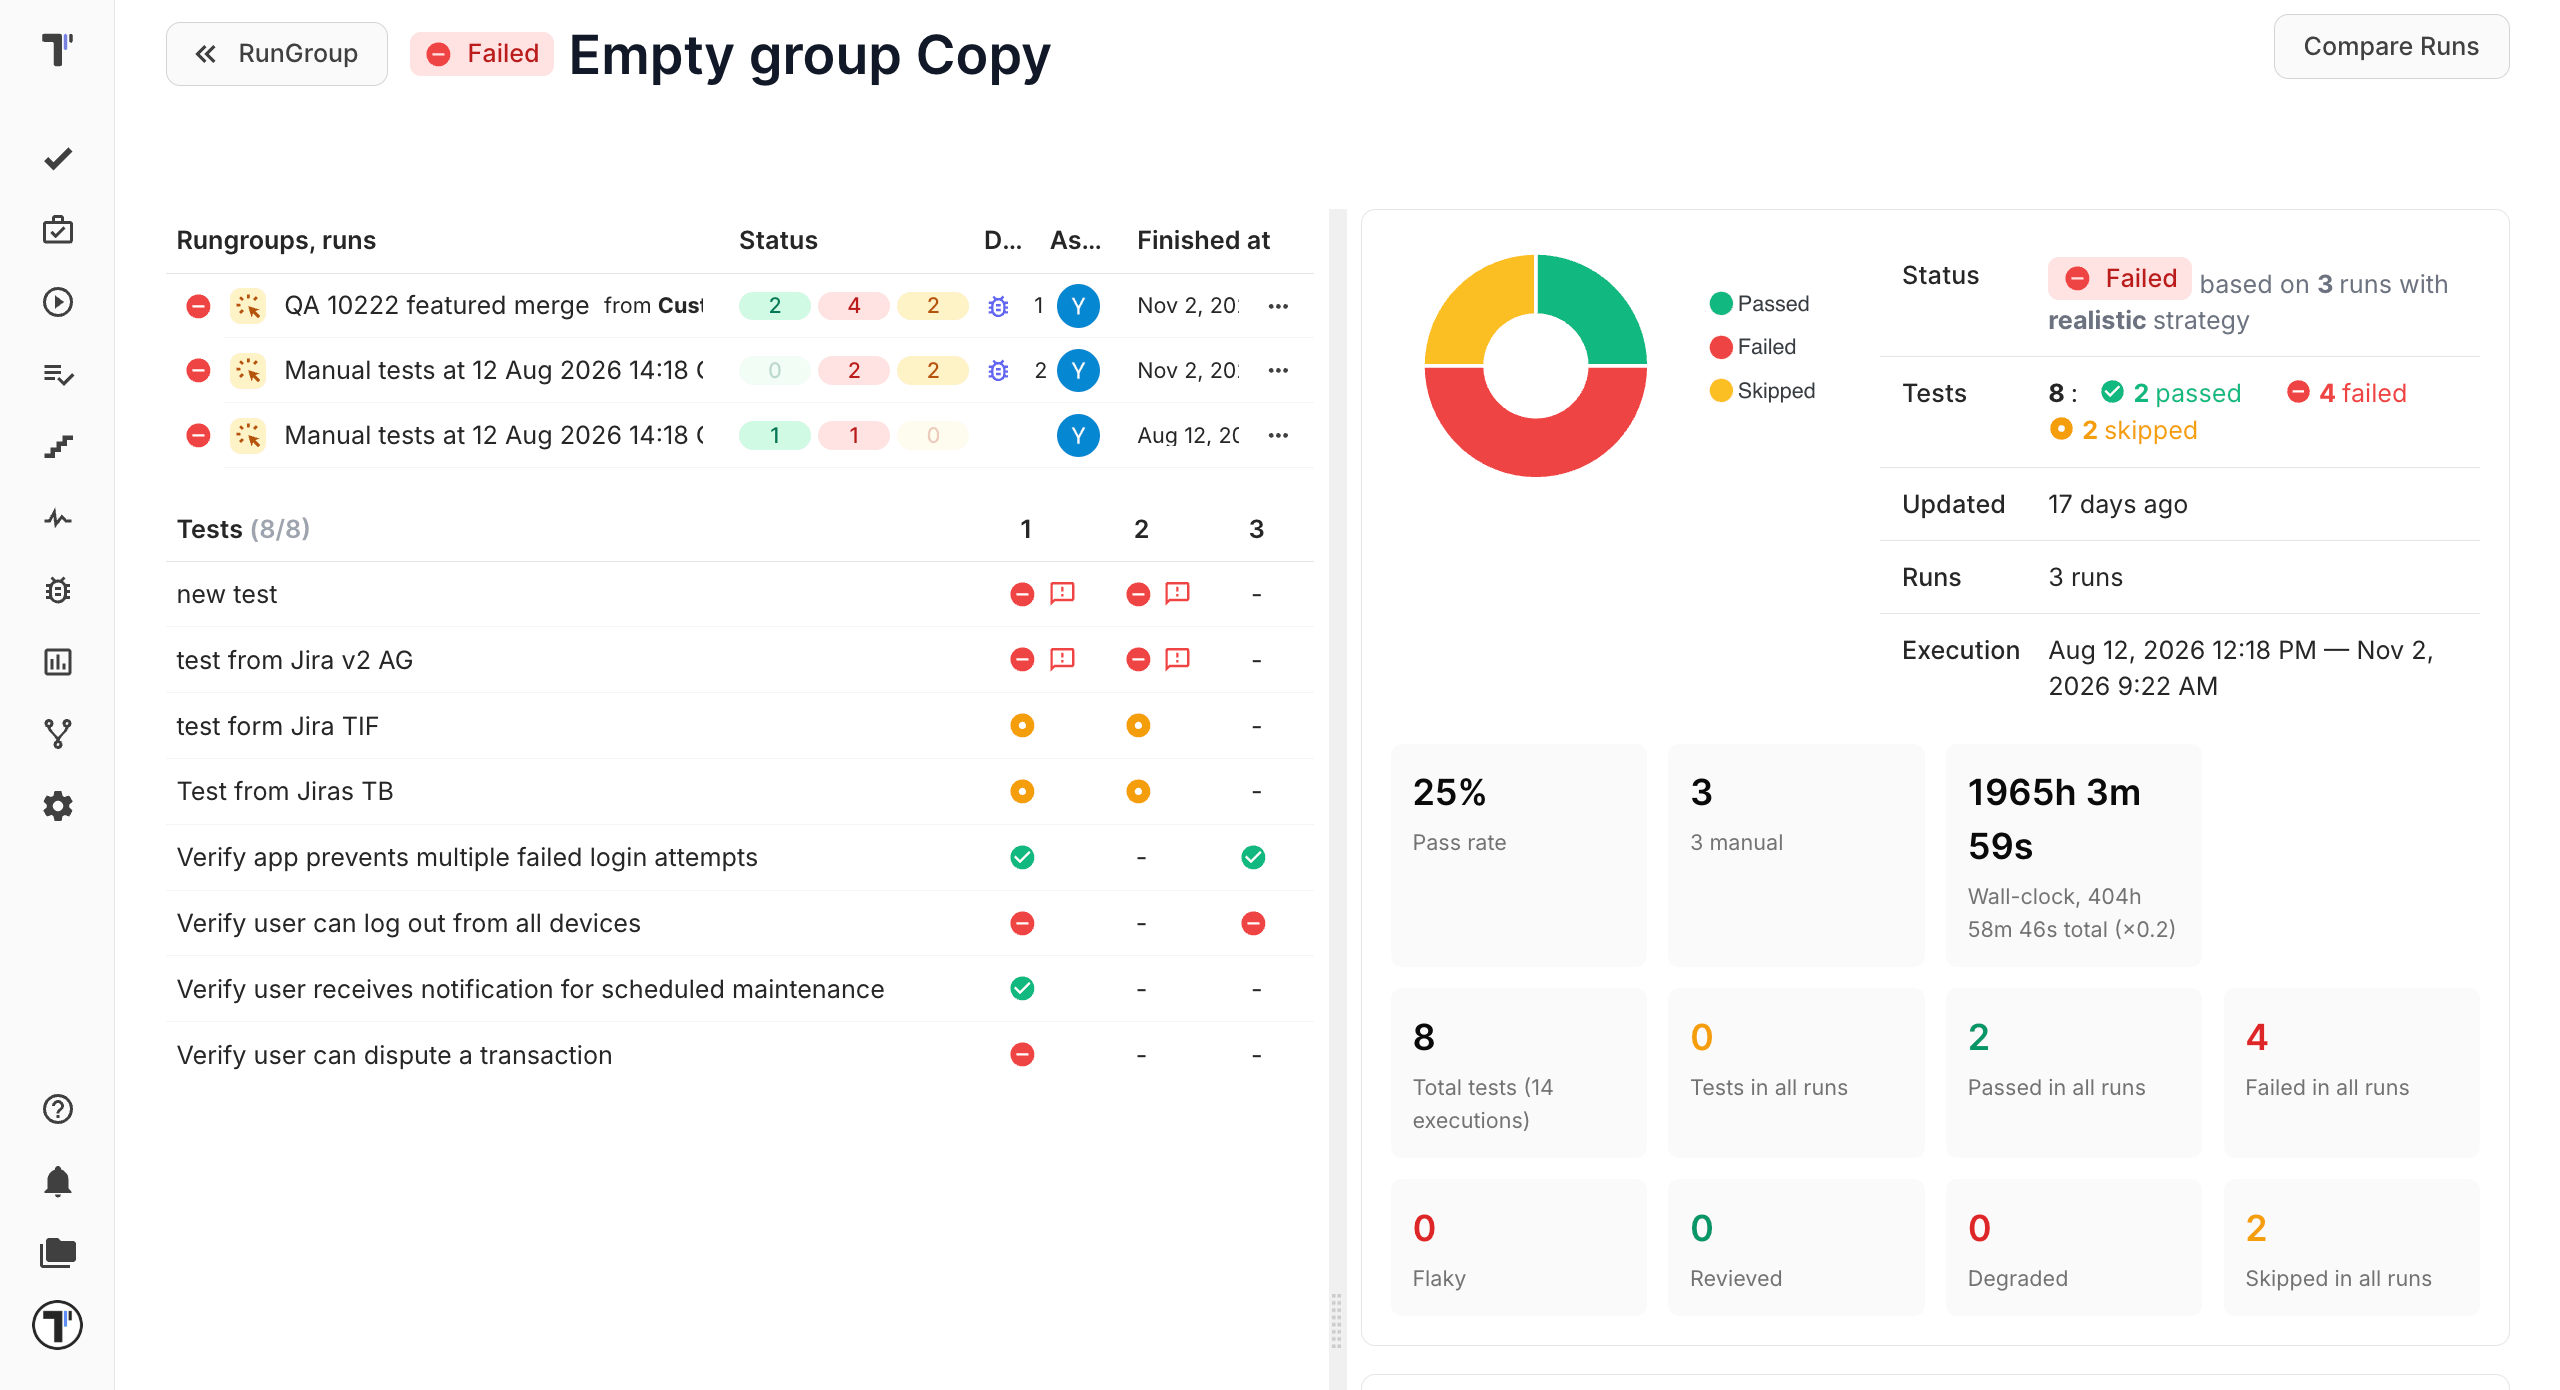 RunGroup
Failed
Empty group Copy
Compare Runs
Rungroups, runs
Status
D...
As...
Finished at
QA 10222 featured merge from Cust
2
4
2
1
Y
Nov 2, 20
Manual tests at 12 Aug 2026 14:18
0
2
2
2
Y
Nov 2, 20
Manual tests at 12 Aug 2026 14:18
1
1
0
Y
Aug 12, 20
Tests (8/8)
1
2
3
new test
-
test from Jira v2 AG
-
test form Jira TIF
-
Test from Jiras TB
-
Verify app prevents multiple failed login attempts
-
Verify user can log out from all devices
-
Verify user receives notification for scheduled maintenance
-
-
Verify user can dispute a transaction
-
-
Passed
Failed
Skipped
Status
Failed based on 3 runs with
realistic strategy
Tests
8 : 2 passed 4 failed
2 skipped
Updated
17 days ago
Runs
3 runs
Execution
Aug 12, 2026 12:18 PM — Nov 2,
2026 9:22 AM
25%
Pass rate
3
3 manual
1965h 3m
59s
Wall-clock, 404h
58m 46s total (×0.2)
8
Total tests (14
executions)
0
Tests in all runs
2
Passed in all runs
4
Failed in all runs
0
Flaky
0
Revieved
0
Degraded
2
Skipped in all runs